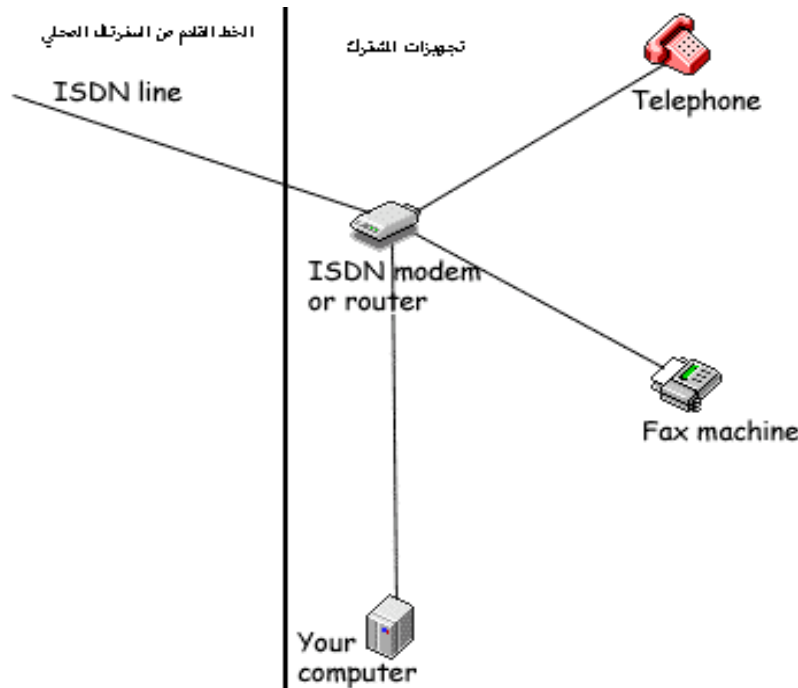 الخط القادم من السنترال المحلي
تجهيزات المشترك
ISDN line
Telephone
ISDN modem
or router
Fax machine
Your
computer